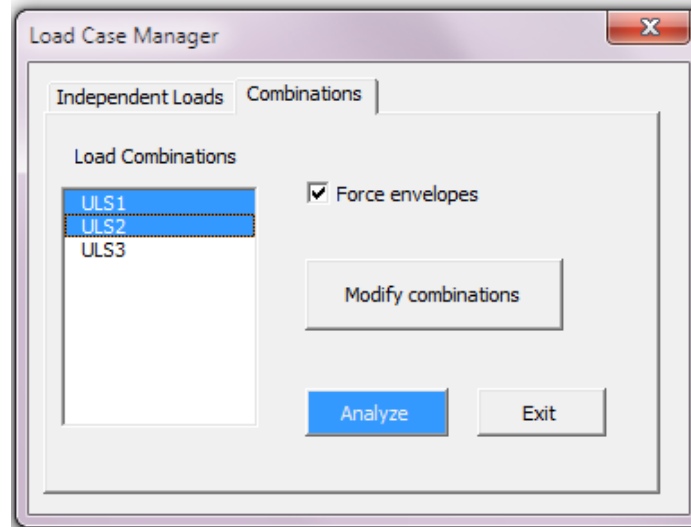 Load Case Manager
Independent Loads Combinations
Load Combinations
ULS1
ULS2
ULS3
Force envelopes
Modify combinations
Analyze Exit